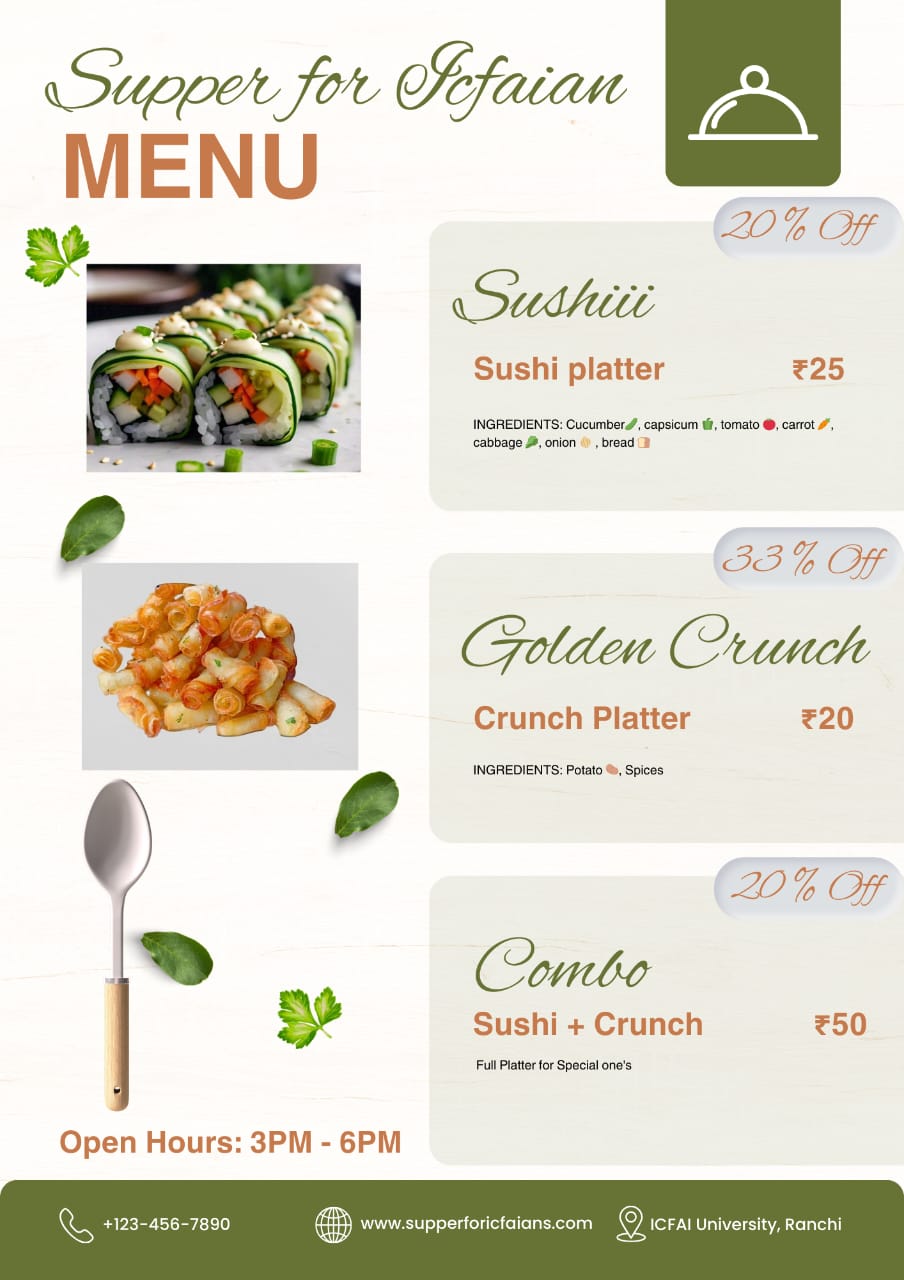 Supper for Icfaian
MENU
20% Off
Sushiii
Sushi platter ₹25
INGREDIENTS: Cucumber🥒, capsicum 🫑, tomato 🍅, carrot 🥕,
cabbage 🥬, onion 🧅 , bread 🍞
33% Off
Golden Crunch
Crunch Platter ₹20
INGREDIENTS: Potato 🥔, Spices
20% Off
Combo
Sushi + Crunch ₹50
Full Platter for Special one's
Open Hours: 3PM - 6PM
+123-456-7890
www.supperforicfaians.com
ICFAI University, Ranchi